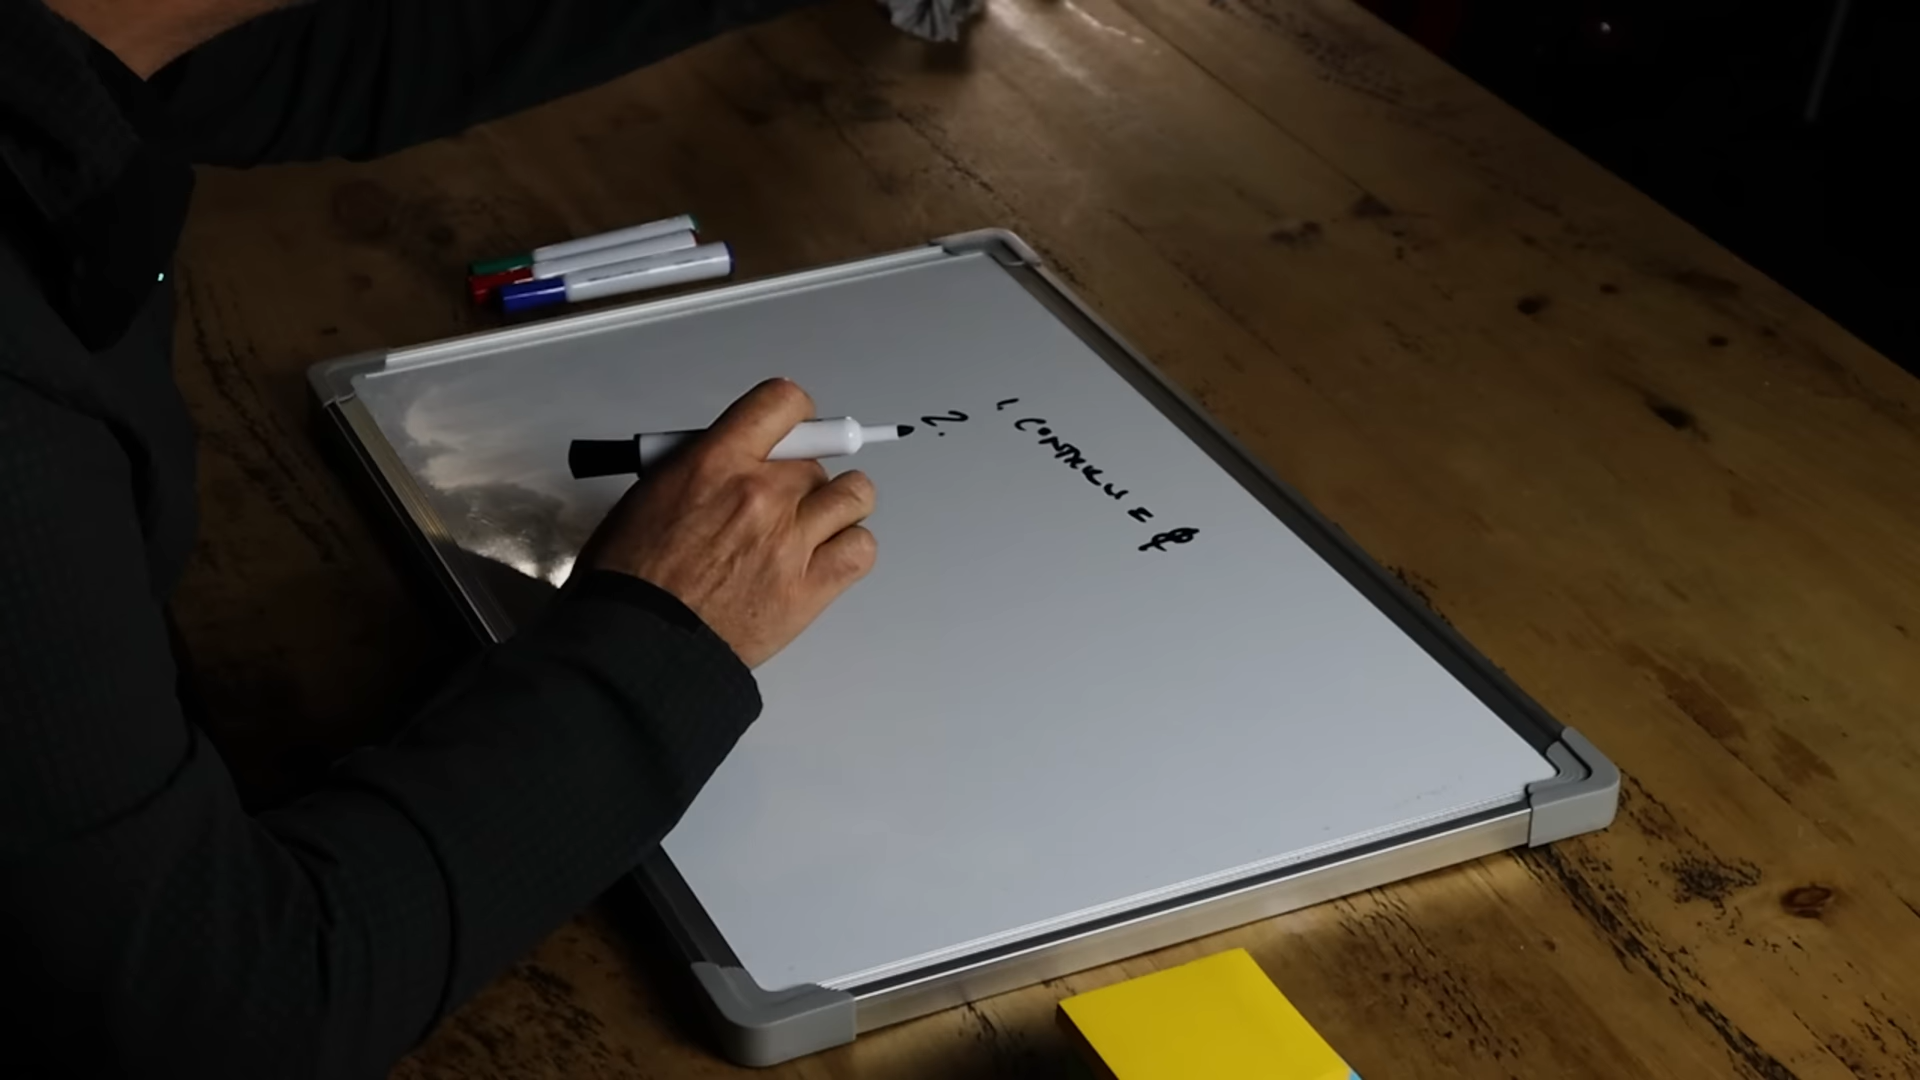 1. CONTROL = $
2.